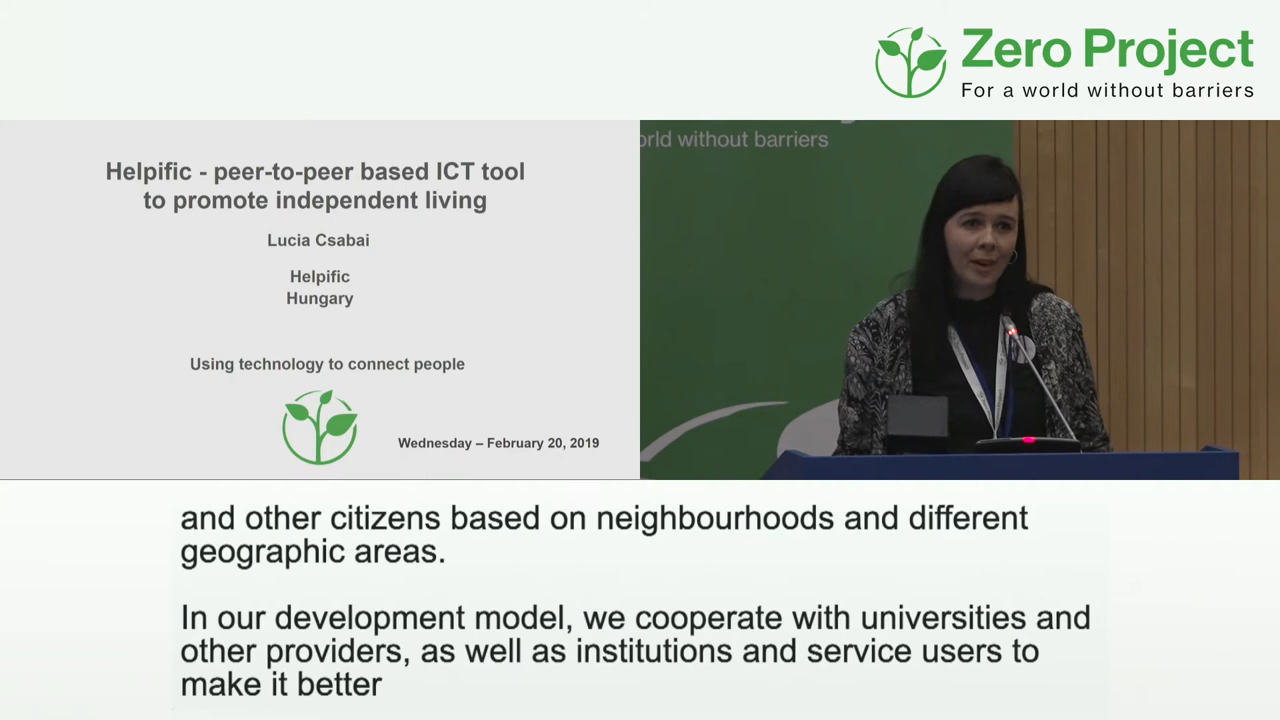 Zero Project
For a world without barriers
Helpific - peer-to-peer based ICT tool
to promote independent living
Lucia Csabai
Helpific
Hungary
Using technology to connect people
Wednesday – February 20, 2019
world without barriers
and other citizens based on neighbourhoods and different
geographic areas.
In our development model, we cooperate with universities and
other providers, as well as institutions and service users to
make it better